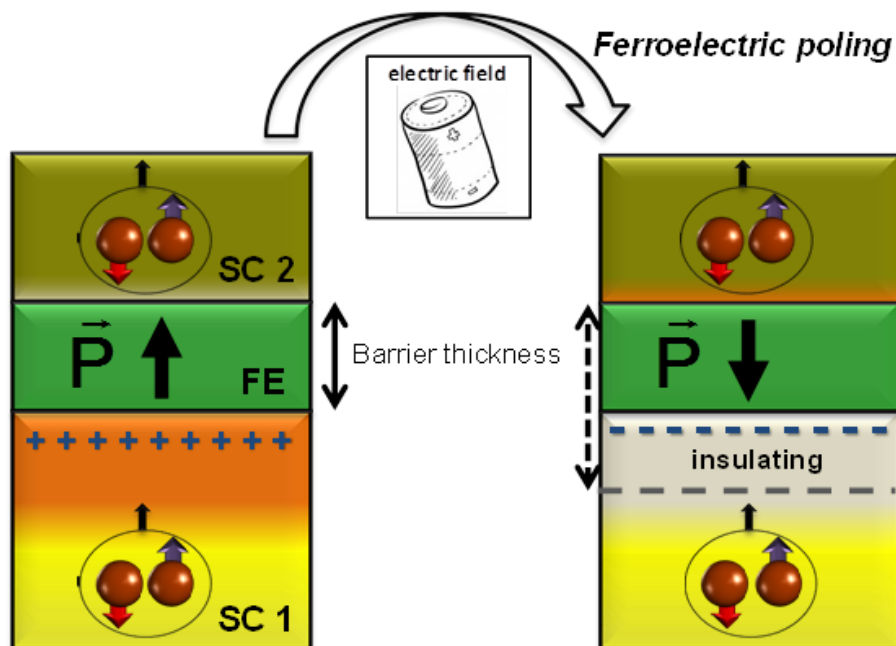 Ferroelectric poling
electric field
SC 2
P
FE
Barrier thickness
P
+ + + + + + + + +
insulating
SC 1